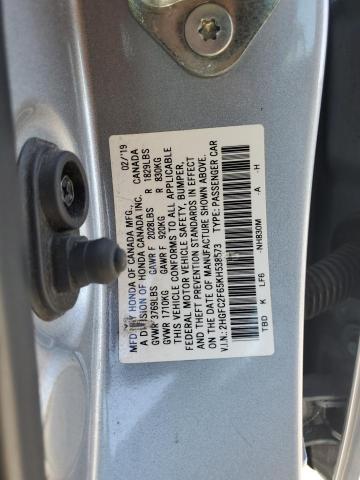 MFD BY HONDA OF CANADA MFG., 02/'19
A DIVISION OF HONDA CANADA INC. CANADA
GVWR 3769LBS GAWR F 2028LBS R 1829LBS
GVWR 1710KG GAWR F 920KG R 830KG
THIS VEHICLE CONFORMS TO ALL APPLICABLE
FEDERAL MOTOR VEHICLE SAFETY, BUMPER,
AND THEFT PREVENTION STANDARDS IN EFFECT
ON THE DATE OF MANUFACTURE SHOWN ABOVE.
V.I.N.: 2HGFC2F65KH538573 TYPE: PASSENGER CAR
TBD K LF6 -NH830M -A -H